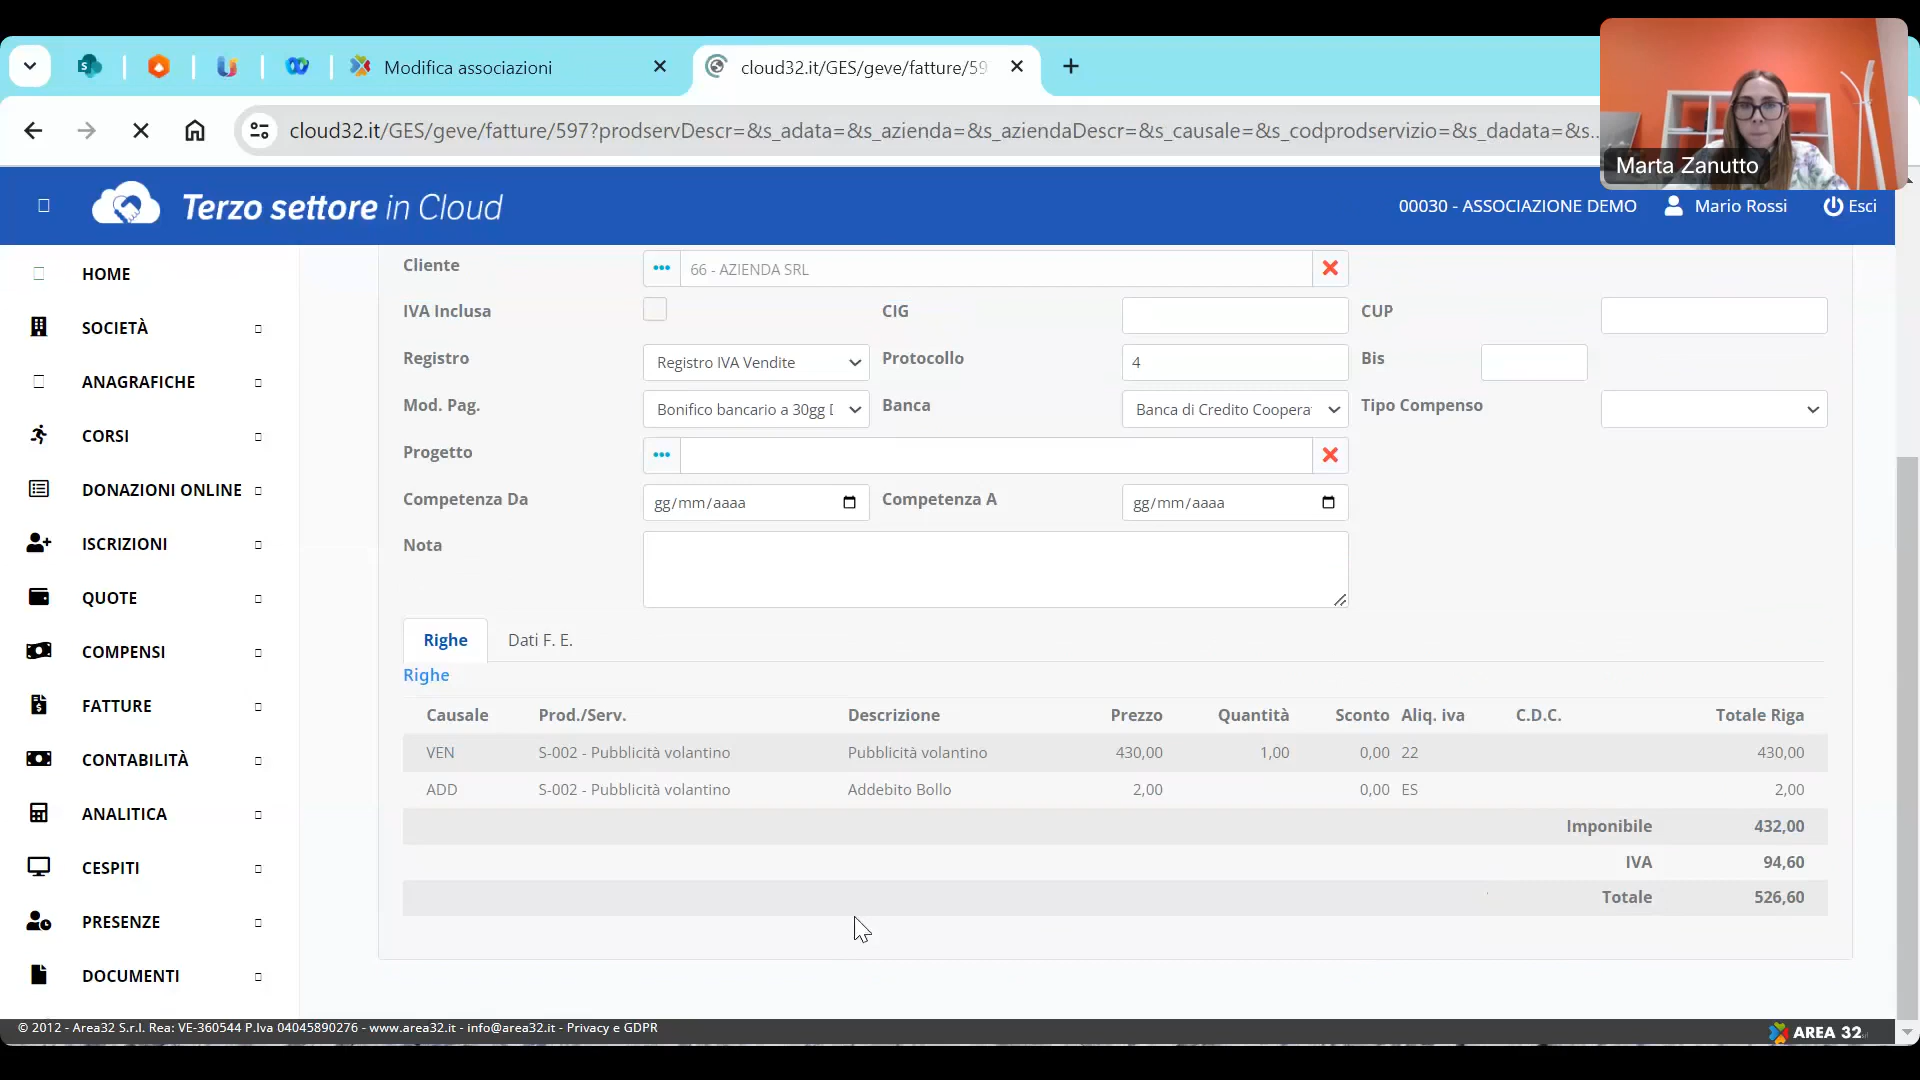 Modifica associazioni
cloud32.it/GES/geve/fatture/59
cloud32.it/GES/geve/fatture/597?prodservDescr=&s_adata=&s_azienda=&s_aziendaDescr=&s_causale=&s_codprodservizio=&s_dadata=&s...
Marta Zanutto
Terzo settore in Cloud
00030 - ASSOCIAZIONE DEMO
Mario Rossi
Esci
HOME
SOCIETÀ
ANAGRAFICHE
CORSI
DONAZIONI ONLINE
ISCRIZIONI
QUOTE
COMPENSI
FATTURE
CONTABILITÀ
ANALITICA
CESPITI
PRESENZE
DOCUMENTI
Cliente 66 - AZIENDA SRL
IVA Inclusa CIG CUP
Registro Registro IVA Vendite Protocollo 4 Bis
Mod. Pag. Bonifico bancario a 30gg Banca Banca di Credito Coopera Tipo Compenso
Progetto
Competenza Da gg/mm/aaaa Competenza A gg/mm/aaaa
Nota
Righe Dati F. E.
Righe
Causale Prod./Serv. Descrizione Prezzo Quantità Sconto Aliq. iva C.D.C. Totale Riga
VEN S-002 - Pubblicità volantino Pubblicità volantino 430,00 1,00 0,00 22 430,00
ADD S-002 - Pubblicità volantino Addebito Bollo 2,00 0,00 ES 2,00
Imponibile 432,00
IVA 94,60
Totale 526,60
© 2012 - Area32 S.r.l. Rea: VE-360544 P.Iva 04045890276 - www.area32.it - info@area32.it - Privacy e GDPR
AREA 32